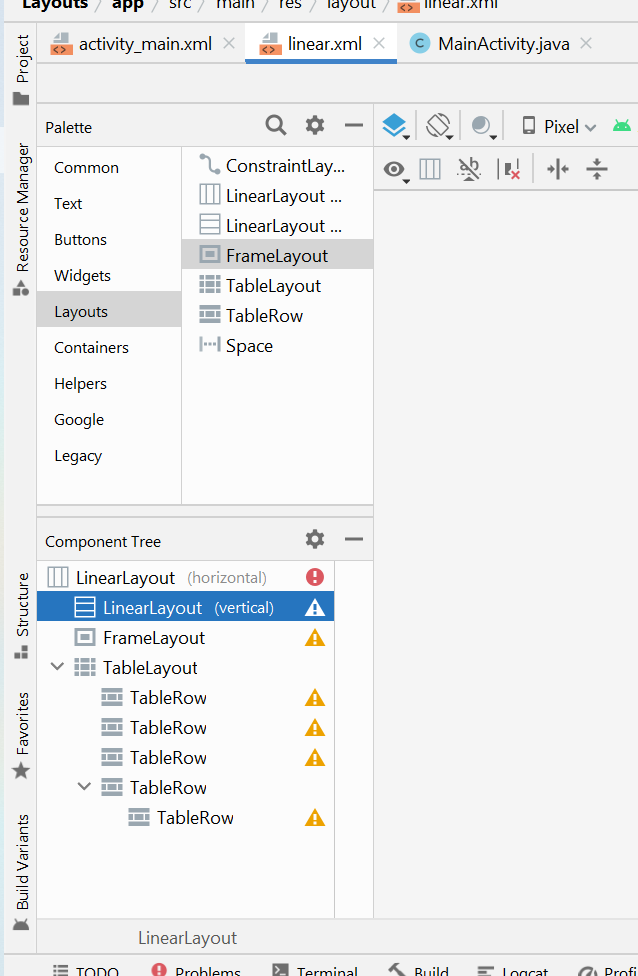 Layouts / app / src / main / res / layout / linear.xml
activity_main.xml linear.xml MainActivity.java
Project
Resource Manager
Structure
Favorites
Build Variants
Palette
Common
Text
Buttons
Widgets
Layouts
Containers
Helpers
Google
Legacy
ConstraintLay...
LinearLayout ...
LinearLayout ...
FrameLayout
TableLayout
TableRow
Space
Pixel
Component Tree
LinearLayout (horizontal)
LinearLayout (vertical)
FrameLayout
TableLayout
TableRow
TableRow
TableRow
TableRow
TableRow
LinearLayout
TODO Problems Terminal Build Logcat Profi